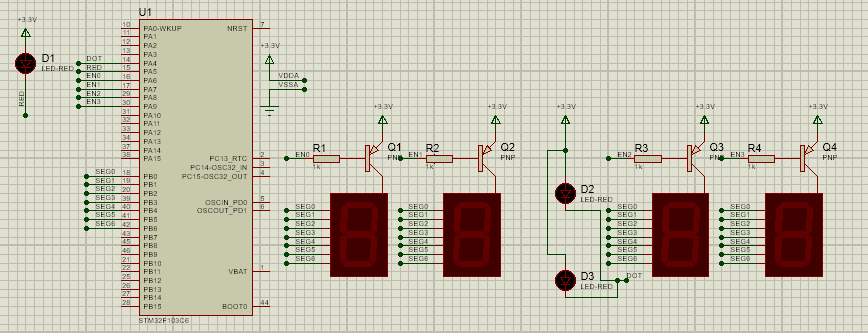 U1
+3.3V
D1
LED-RED
RED
10 PA0-WKUP NRST 7
11 PA1
12 PA2
13 PA3
DOT 14 PA4
RED 15 PA5
EN0 16 PA6
EN1 17 PA7
EN2 29 PA8
EN3 30 PA9
31 PA10
32 PA11
33 PA12
34 PA13
37 PA14
38 PA15
PC13_RTC 2
PC14-OSC32_IN 3
PC15-OSC32_OUT 4
SEG0 18 PB0
SEG1 19 PB1
SEG2 20 PB2
SEG3 39 PB3
SEG4 40 PB4
SEG5 41 PB5
SEG6 42 PB6
43 PB7
45 PB8
46 PB9
21 PB10
22 PB11
25 PB12
26 PB13
27 PB14
28 PB15
OSCIN_PD0 5
OSCOUT_PD1 6
VBAT 1
BOOT0 44
STM32F103C6
+3.3V
VDDA
VSSA
+3.3V
EN0 R1 1k Q1 PNP
SEG0
SEG1
SEG2
SEG3
SEG4
SEG5
SEG6
+3.3V
EN1 R2 1k Q2 PNP
SEG0
SEG1
SEG2
SEG3
SEG4
SEG5
SEG6
+3.3V
D2
LED-RED
D3
LED-RED
DOT
+3.3V
EN2 R3 1k Q3 PNP
SEG0
SEG1
SEG2
SEG3
SEG4
SEG5
SEG6
+3.3V
EN3 R4 1k Q4 PNP
SEG0
SEG1
SEG2
SEG3
SEG4
SEG5
SEG6